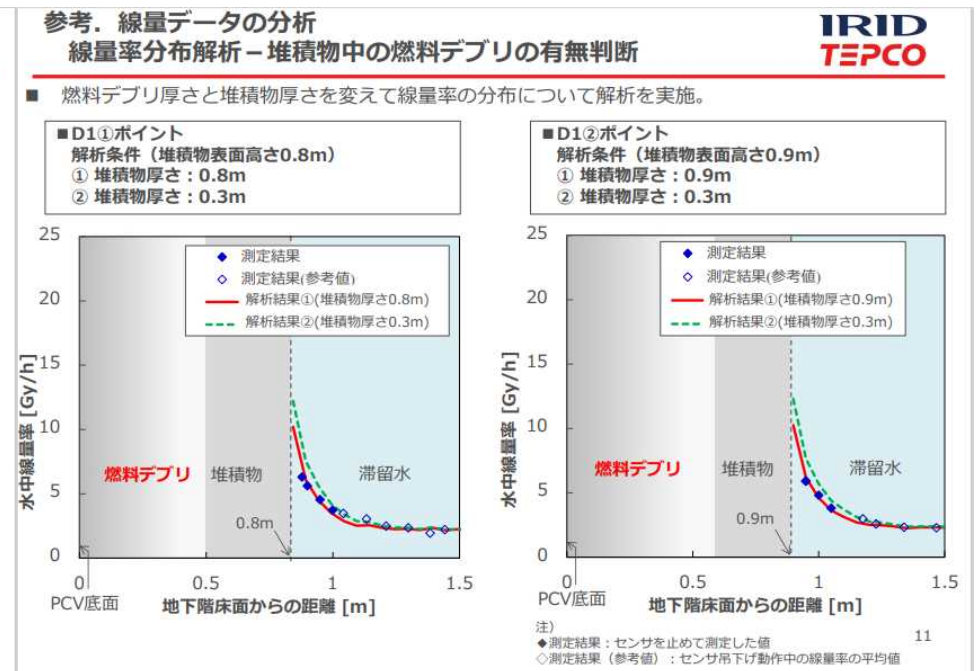 参考．線量データの分析
線量率分布解析－堆積物中の燃料デブリの有無判断
IRID
TEPCO
■ 燃料デブリ厚さと堆積物厚さを変えて線量率の分布について解析を実施。
■D1①ポイント
解析条件（堆積物表面高さ0.8m）
① 堆積物厚さ：0.8m
② 堆積物厚さ：0.3m
■D1②ポイント
解析条件（堆積物表面高さ0.9m）
① 堆積物厚さ：0.9m
② 堆積物厚さ：0.3m
水中線量率 [Gy/h]
25
20
15
10
5
0
測定結果
測定結果(参考値)
解析結果①(堆積物厚さ0.8m)
解析結果②(堆積物厚さ0.3m)
燃料デブリ
堆積物
滞留水
0.8m
0
0.5
1
1.5
PCV底面
地下階床面からの距離 [m]
水中線量率 [Gy/h]
25
20
15
10
5
0
測定結果
測定結果(参考値)
解析結果①(堆積物厚さ0.9m)
解析結果②(堆積物厚さ0.3m)
燃料デブリ
堆積物
滞留水
0.9m
0
0.5
1
1.5
PCV底面
地下階床面からの距離 [m]
注）
◆測定結果：センサを止めて測定した値
◇測定結果（参考値）：センサ吊下げ動作中の線量率の平均値
11